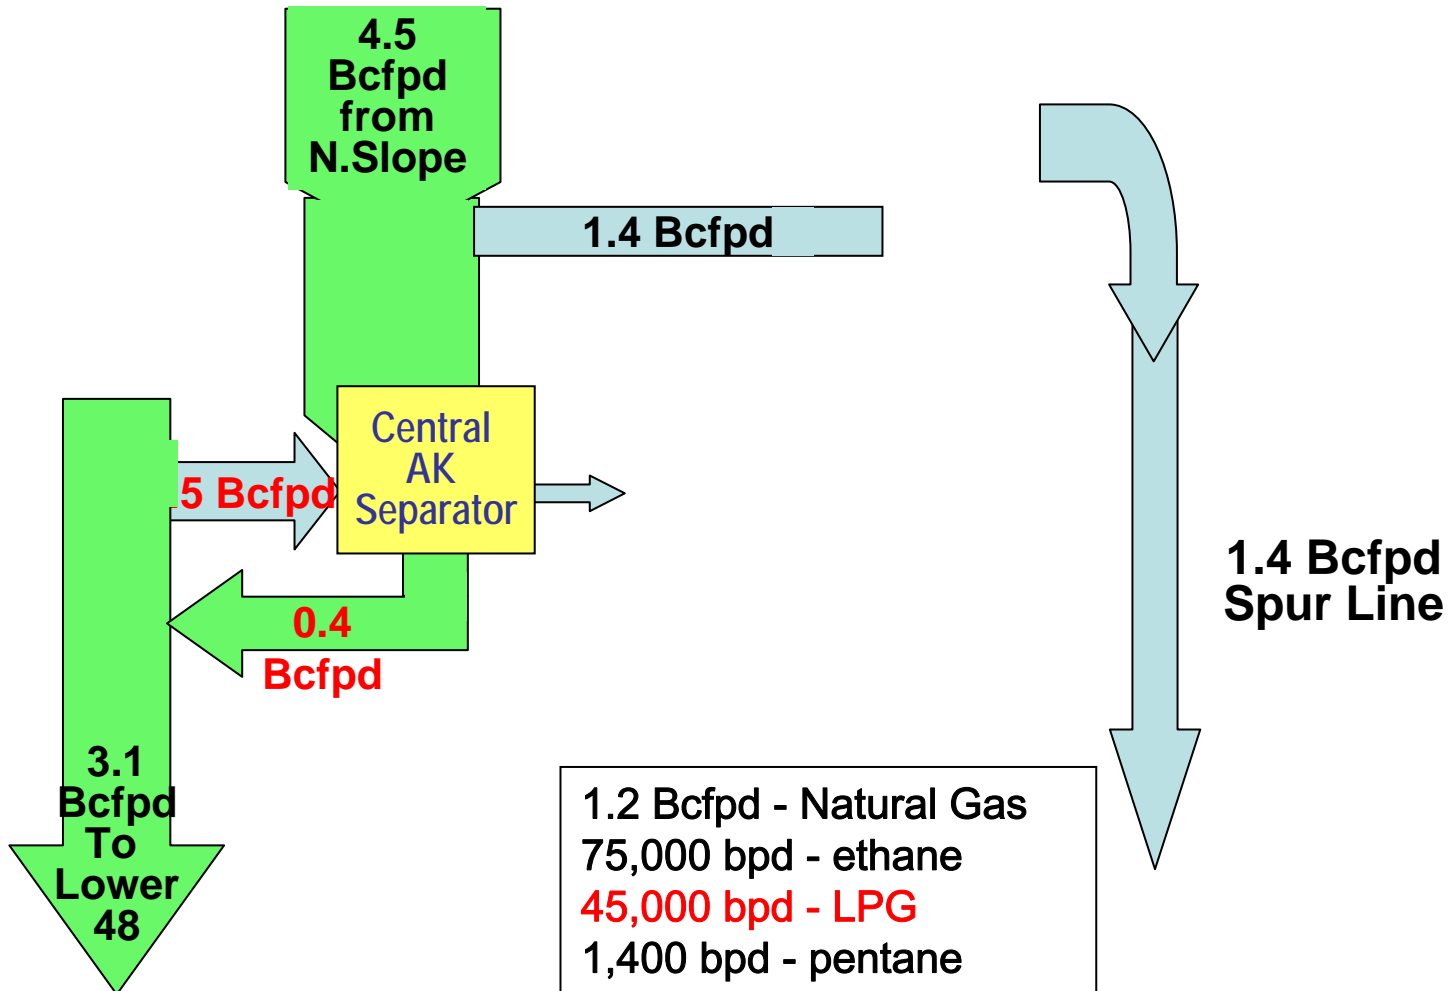 4.5
Bcfpd
from
N.Slope
1.4 Bcfpd
Central
AK
Separator
5 Bcfpd
0.4
Bcfpd
1.4 Bcfpd
Spur Line
3.1
Bcfpd
To
Lower
48
1.2 Bcfpd - Natural Gas
75,000 bpd - ethane
45,000 bpd - LPG
1,400 bpd - pentane